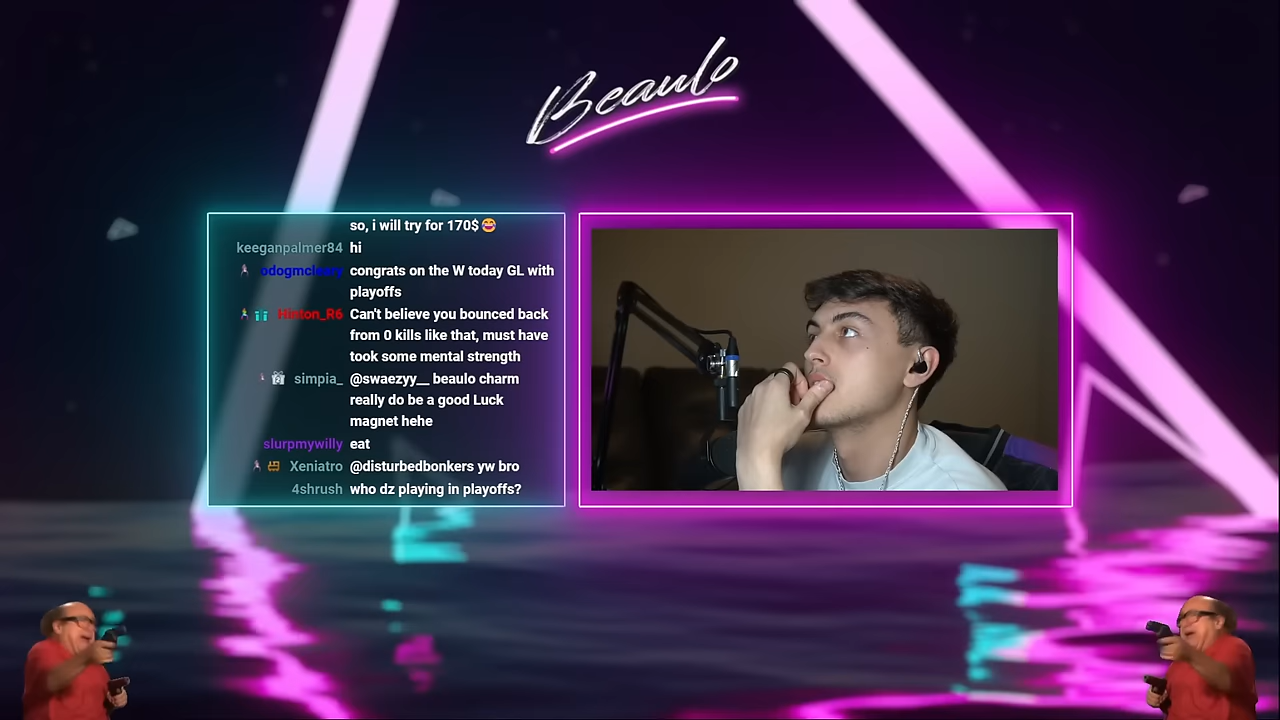 Beaulo
so, i will try for 170$😂
keeganpalmer84 hi
odogmcleary congrats on the W today GL with
playoffs
Hinton_R6 Can't believe you bounced back
from 0 kills like that, must have
took some mental strength
simpia_ @swaezyy__ beaulo charm
really do be a good Luck
magnet hehe
slurpmywilly eat
Xeniatro @disturbedbonkers yw bro
4shrush who dz playing in playoffs?